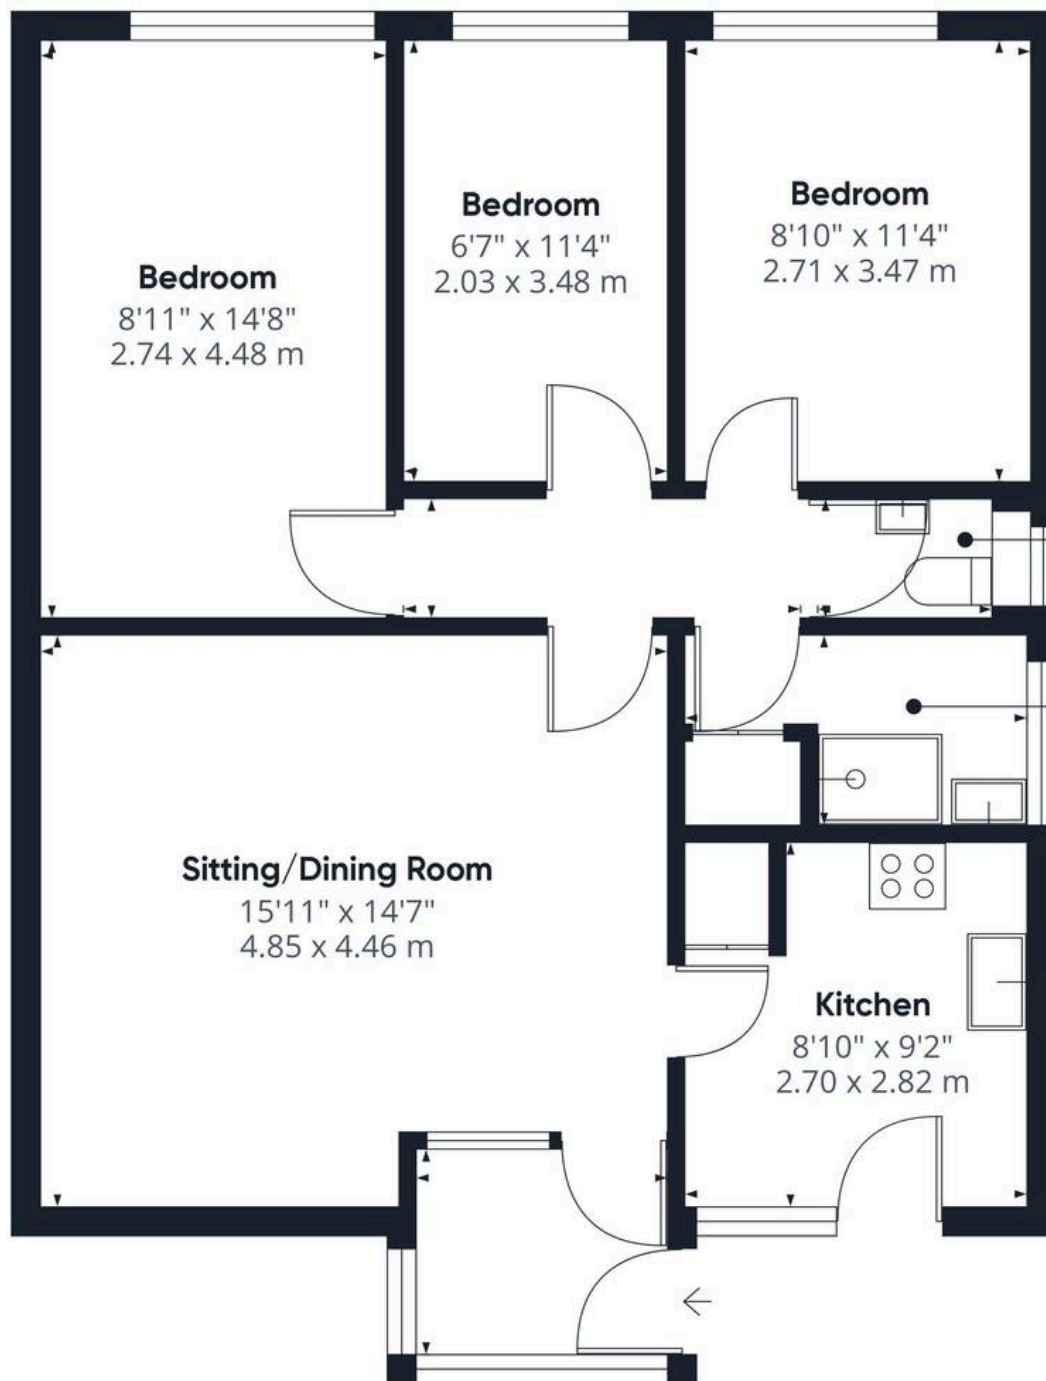 Bedroom
8'11" x 14'8"
2.74 x 4.48 m
Bedroom
6'7" x 11'4"
2.03 x 3.48 m
Bedroom
8'10" x 11'4"
2.71 x 3.47 m
Sitting/Dining Room
15'11" x 14'7"
4.85 x 4.46 m
Kitchen
8'10" x 9'2"
2.70 x 2.82 m